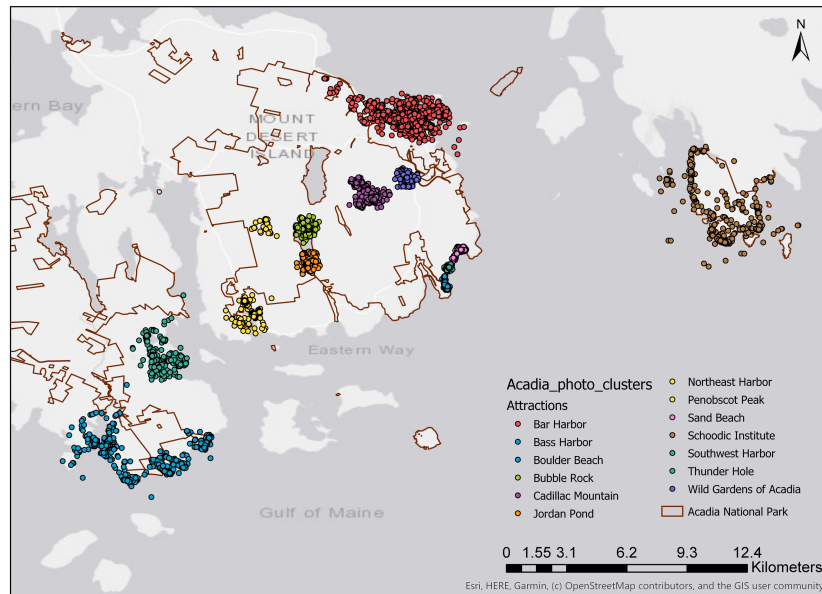 N
ern Bay
MOUNT
DESERT
ISLAND
Eastern Way
Gulf of Maine
Acadia_photo_clusters
Attractions
Bar Harbor
Bass Harbor
Boulder Beach
Bubble Rock
Cadillac Mountain
Jordan Pond
Northeast Harbor
Penobscot Peak
Sand Beach
Schoodic Institute
Southwest Harbor
Thunder Hole
Wild Gardens of Acadia
Acadia National Park
0 1.55 3.1 6.2 9.3 12.4
Kilometers
Esri, HERE, Garmin, (c) OpenStreetMap contributors, and the GIS user community